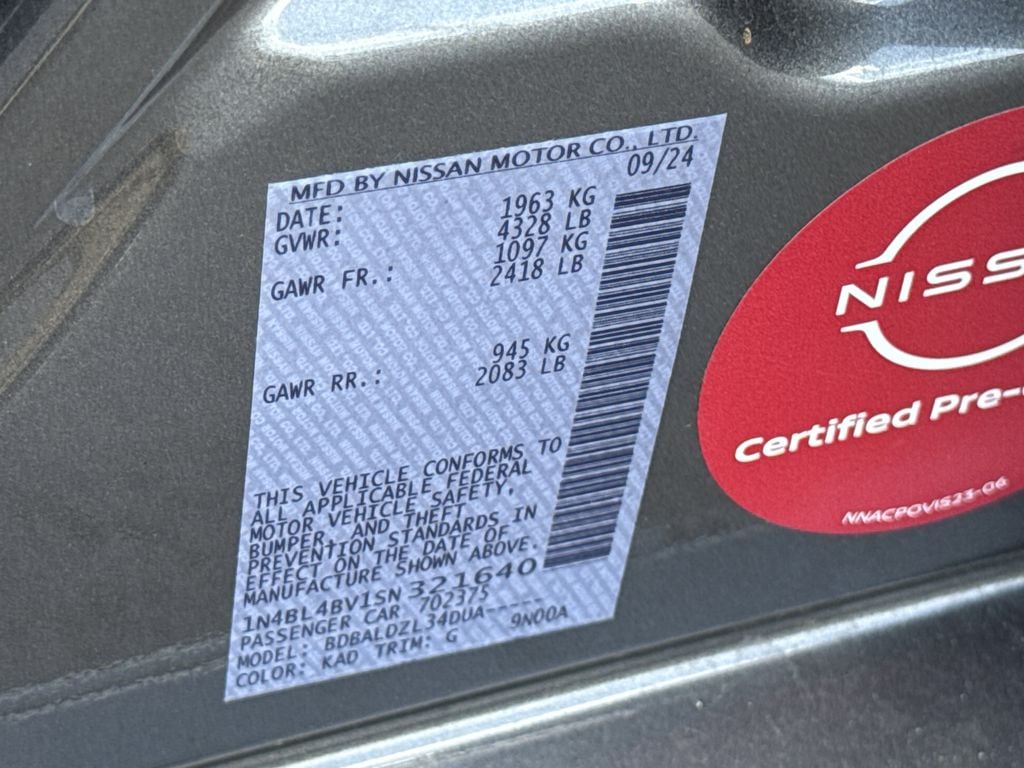 MFD BY NISSAN MOTOR CO., LTD.
DATE: 09/24
GVWR: 1963 KG
4328 LB
GAWR FR.: 1097 KG
2418 LB
GAWR RR.: 945 KG
2083 LB
THIS VEHICLE CONFORMS TO
ALL APPLICABLE FEDERAL
MOTOR VEHICLE SAFETY,
BUMPER, AND THEFT
PREVENTION STANDARDS IN
EFFECT ON THE DATE OF
MANUFACTURE SHOWN ABOVE.
1N4BL4BV1SN321640
PASSENGER CAR 702375
MODEL: BDBALDZL34DUA-----
COLOR: KAD TRIM: G 9N00A
NISS
Certified Pre-
NNACPOVIS23-06